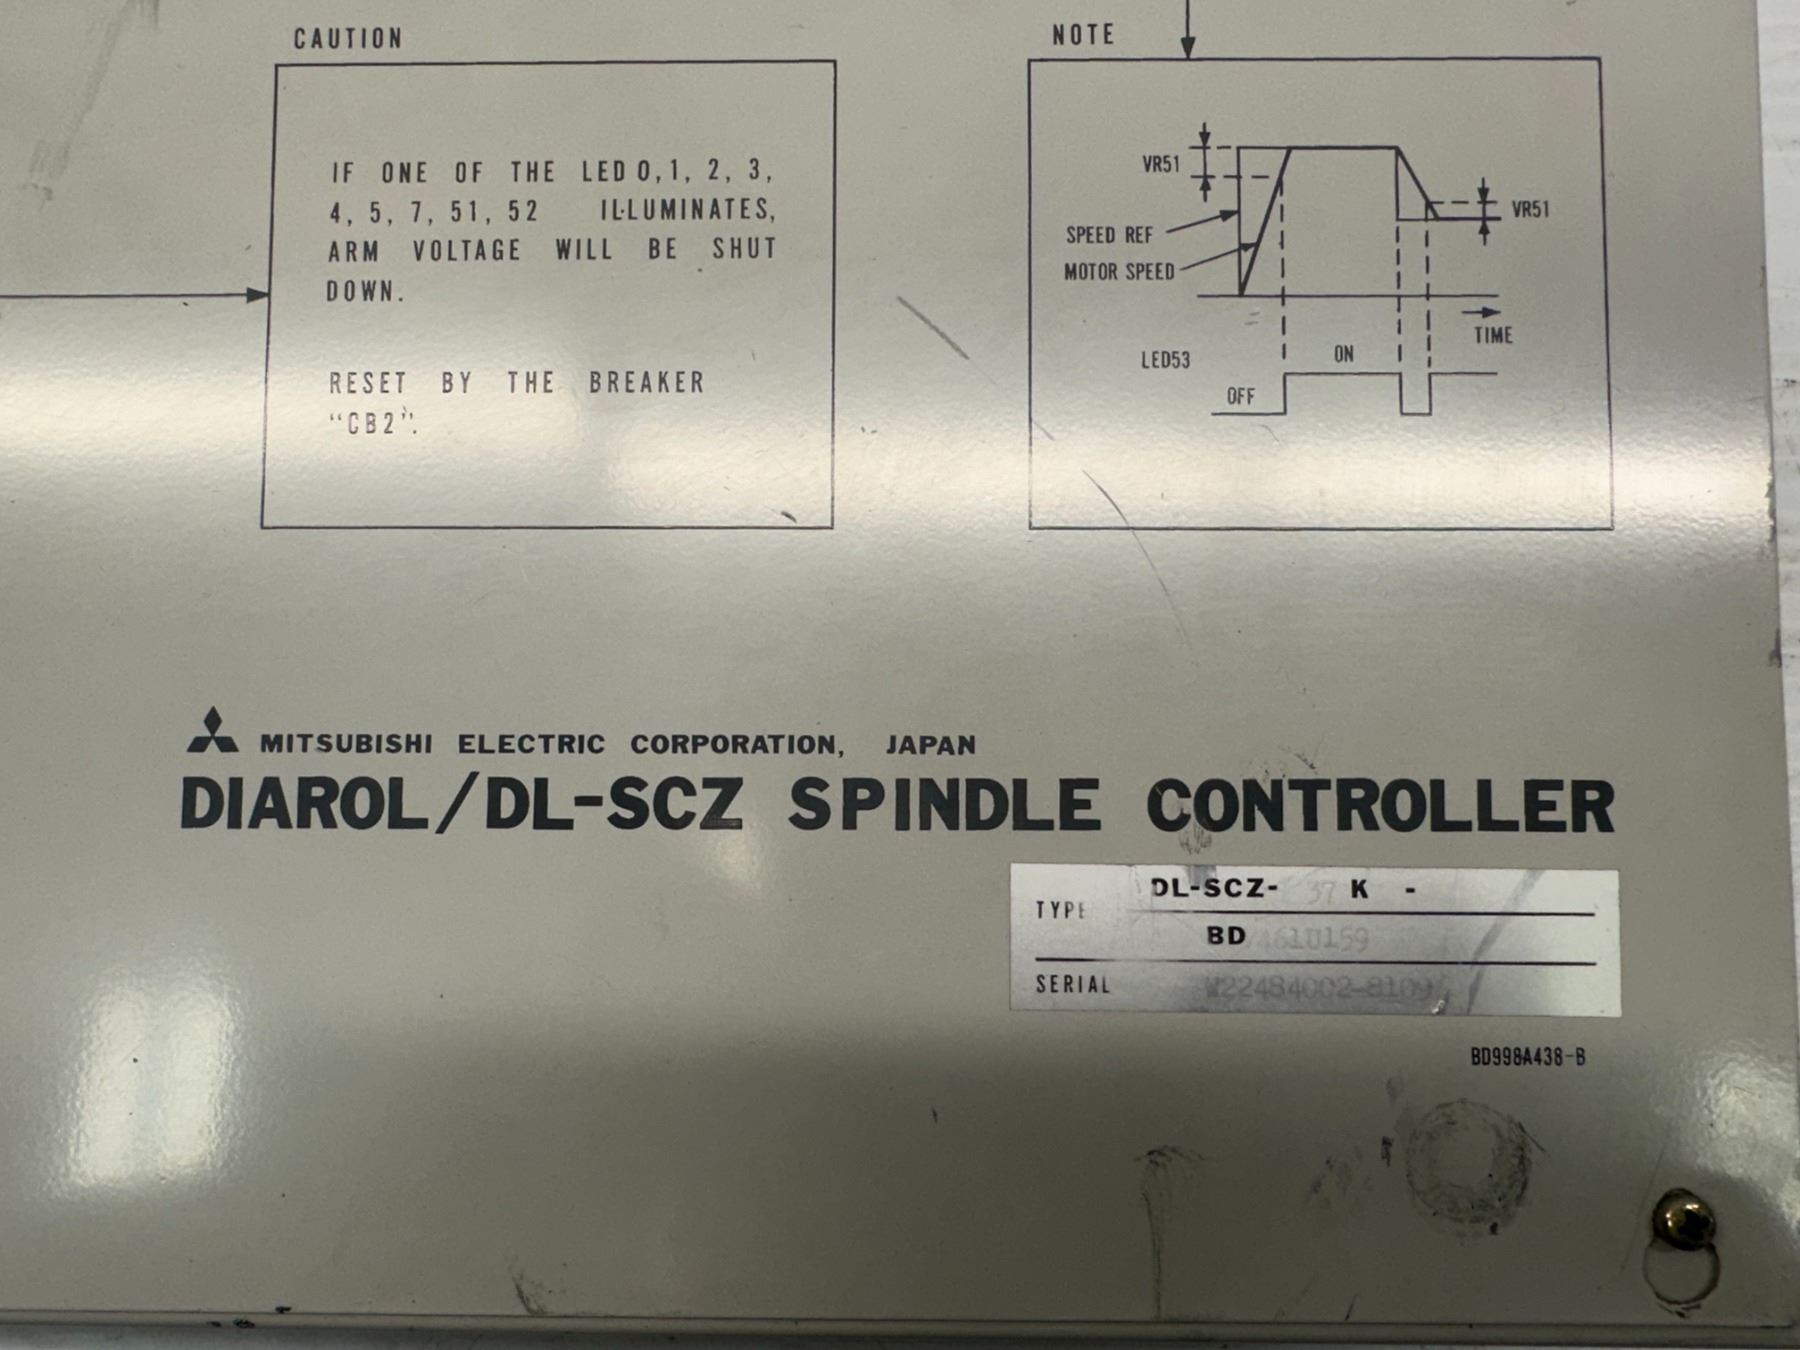 CAUTION
IF ONE OF THE LED 0, 1, 2, 3,
4, 5, 7, 51, 52 ILLUMINATES,
ARM VOLTAGE WILL BE SHUT
DOWN.
RESET BY THE BREAKER
“CB2”.
NOTE
VR51
VR51
SPEED REF
MOTOR SPEED
TIME
LED53
ON
OFF
MITSUBISHI ELECTRIC CORPORATION, JAPAN
DIAROL/DL-SCZ SPINDLE CONTROLLER
TYPE
DL-SCZ- 37 K -
BD
SERIAL
BD998A438-B